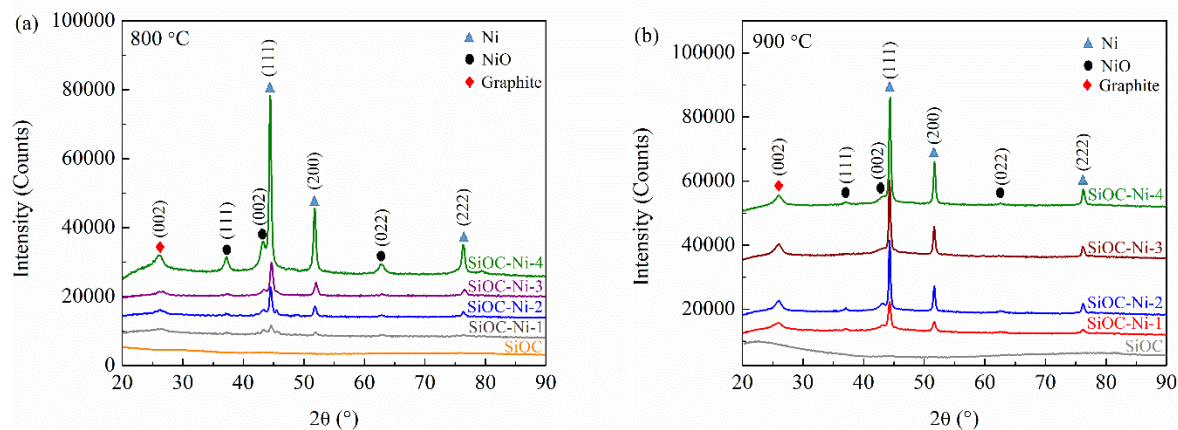 (a)
800 °C
Ni
NiO
Graphite
(002)
(111)
(002)
(111)
(200)
(022)
(222)
SiOC-Ni-4
SiOC-Ni-3
SiOC-Ni-2
SiOC-Ni-1
SiOC
100000
80000
60000
40000
20000
0
Intensity (Counts)
20 30 40 50 60 70 80 90
2θ (°)
(b)
900 °C
Ni
NiO
Graphite
(002)
(111)
(002)
(111)
(200)
(022)
(222)
SiOC-Ni-4
SiOC-Ni-3
SiOC-Ni-2
SiOC-Ni-1
SiOC
100000
80000
60000
40000
20000
Intensity (Counts)
20 30 40 50 60 70 80 90
2θ (°)